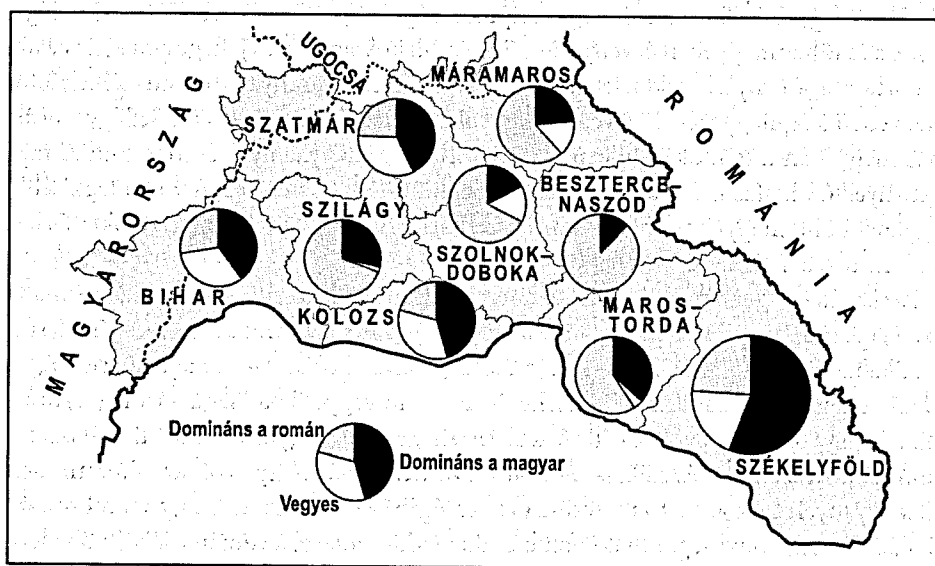 UGOCSA
MÁRAMAROS
MAGYARORSZÁG
ROMÁNIA
SZATMÁR
BESZTERCE-
NASZÓD
SZILÁGY
SZOLNOK-
DOBOKA
BIHAR
KOLOZS
MAROS-
TORDA
Domináns a román
Domináns a magyar
Vegyes
SZÉKELYFÖLD